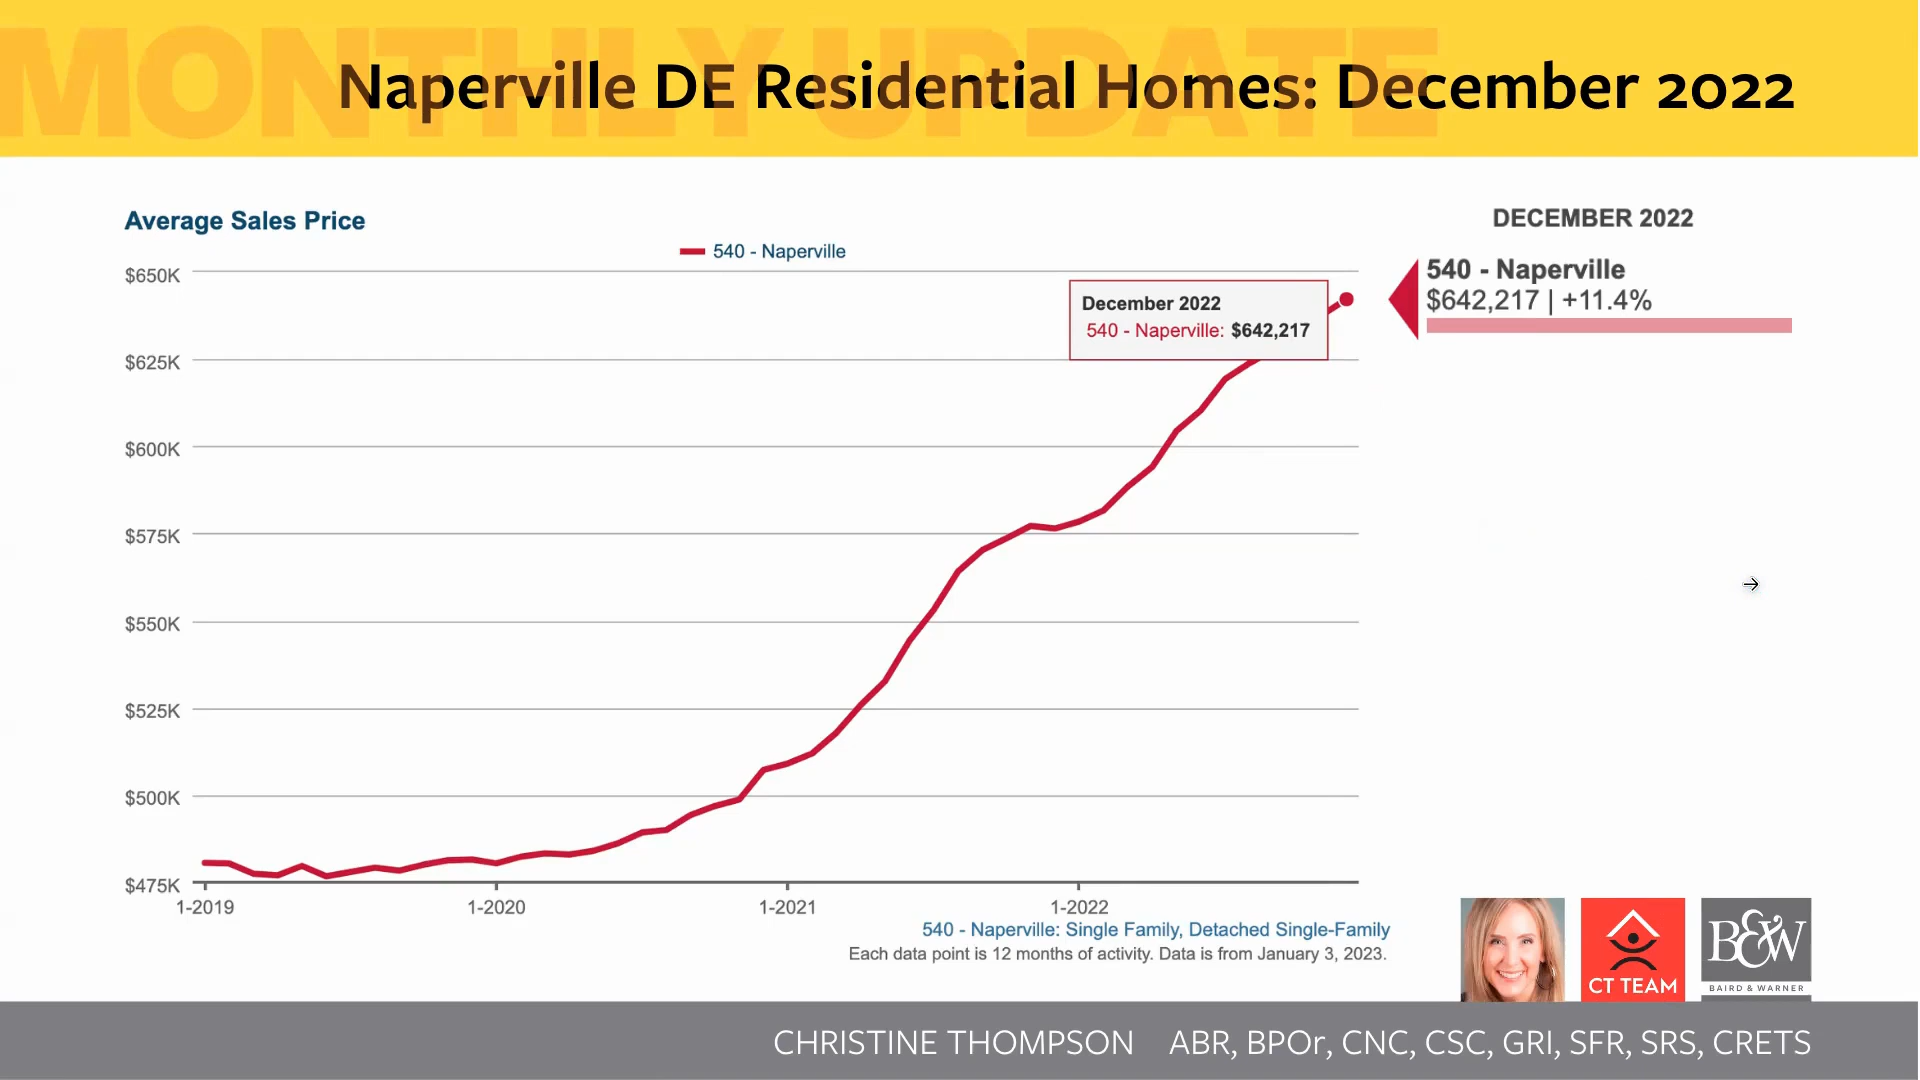 MONTHLY UPDATE
Naperville DE Residential Homes: December 2022
Average Sales Price
540 - Naperville
DECEMBER 2022
540 - Naperville
$642,217 | +11.4%
December 2022
540 - Naperville: $642,217
$650K
$625K
$600K
$575K
$550K
$525K
$500K
$475K
1-2019 1-2020 1-2021 1-2022
540 - Naperville: Single Family, Detached Single-Family
Each data point is 12 months of activity. Data is from January 3, 2023.
CT TEAM
B&W
BAIRD & WARNER
CHRISTINE THOMPSON ABR, BPOr, CNC, CSC, GRI, SFR, SRS, CRETS